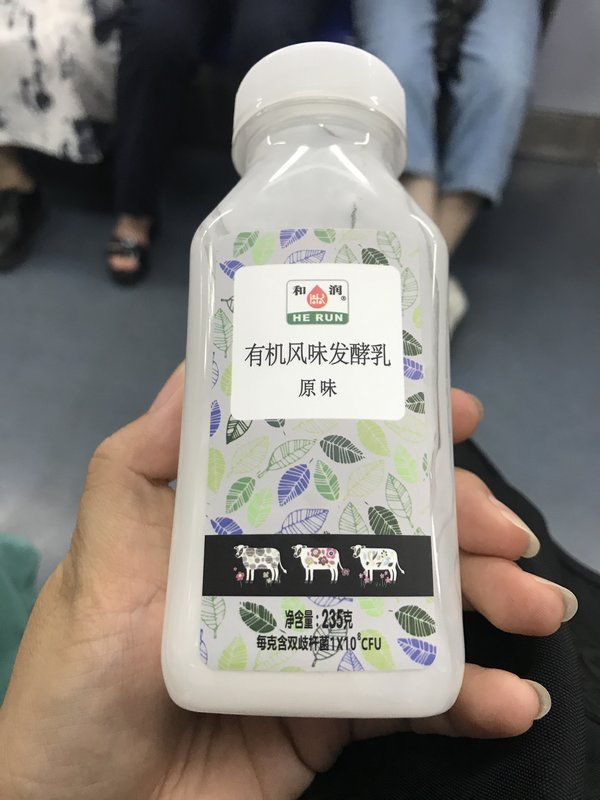 和润®
HE RUN
有机风味发酵乳
原味
净含量：235克
每克含双歧杆菌1X10⁸CFU